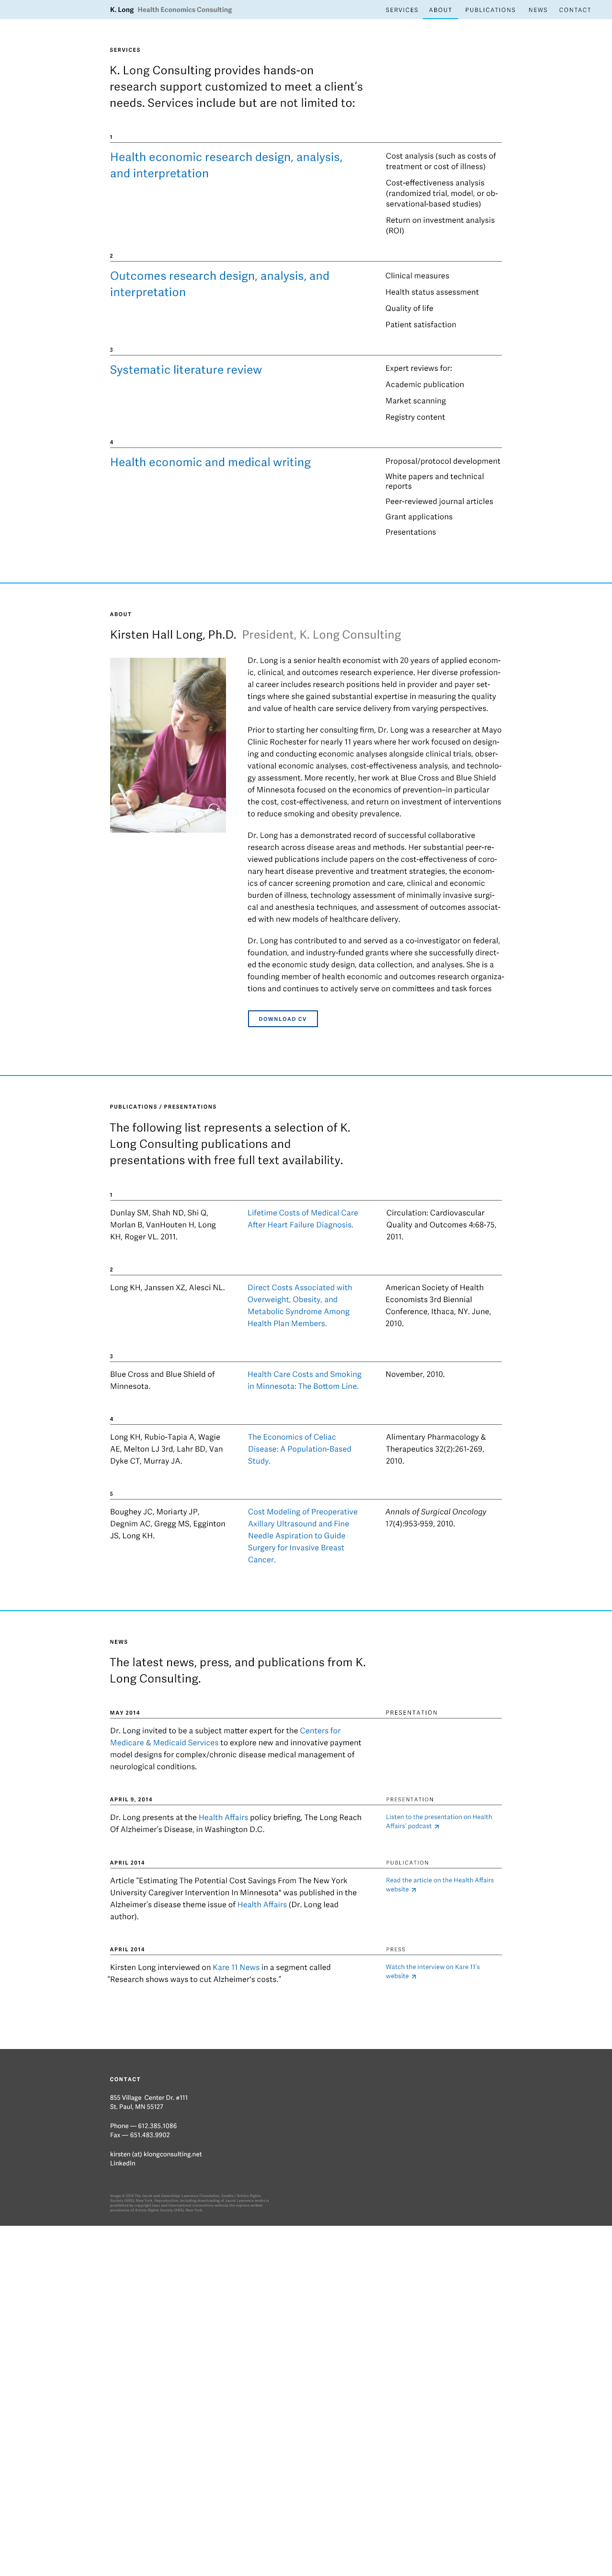 K. Long Health Economics Consulting
SERVICES ABOUT PUBLICATIONS NEWS CONTACT
SERVICES
K. Long Consulting provides hands-on
research support customized to meet a client's
needs. Services include but are not limited to:
1
Health economic research design, analysis,
and interpretation
Cost analysis (such as costs of
treatment or cost of illness)
Cost-effectiveness analysis
(randomized trial, model, or ob-
servational-based studies)
Return on investment analysis
(ROI)
2
Outcomes research design, analysis, and
interpretation
Clinical measures
Health status assessment
Quality of life
Patient satisfaction
3
Systematic literature review
Expert reviews for:
Academic publication
Market scanning
Registry content
4
Health economic and medical writing
Proposal/protocol development
White papers and technical
reports
Peer-reviewed journal articles
Grant applications
Presentations
ABOUT
Kirsten Hall Long, Ph.D. President, K. Long Consulting
Dr. Long is a senior health economist with 20 years of applied econom-
ic, clinical, and outcomes research experience. Her diverse profession-
al career includes research positions held in provider and payer set-
tings where she gained substantial expertise in measuring the quality
and value of health care service delivery from varying perspectives.
Prior to starting her consulting firm, Dr. Long was a researcher at Mayo
Clinic Rochester for nearly 11 years where her work focused on design-
ing and conducting economic analyses alongside clinical trials, obser-
vational economic analyses, cost-effectiveness analysis, and technolo-
gy assessment. More recently, her work at Blue Cross and Blue Shield
of Minnesota focused on the economics of prevention–in particular
the cost, cost-effectiveness, and return on investment of interventions
to reduce smoking and obesity prevalence.
Dr. Long has a demonstrated record of successful collaborative
research across disease areas and methods. Her substantial peer-re-
viewed publications include papers on the cost-effectiveness of coro-
nary heart disease preventive and treatment strategies, the econom-
ics of cancer screening promotion and care, clinical and economic
burden of illness, technology assessment of minimally invasive surgi-
cal and anesthesia techniques, and assessment of outcomes associat-
ed with new models of healthcare delivery.
Dr. Long has contributed to and served as a co-investigator on federal,
foundation, and industry-funded grants where she successfully direct-
ed the economic study design, data collection, and analyses. She is a
founding member of health economic and outcomes research organiza-
tions and continues to actively serve on committees and task forces
DOWNLOAD CV
PUBLICATIONS / PRESENTATIONS
The following list represents a selection of K.
Long Consulting publications and
presentations with free full text availability.
1
Dunlay SM, Shah ND, Shi Q,
Morlan B, VanHouten H, Long
KH, Roger VL. 2011.
Lifetime Costs of Medical Care
After Heart Failure Diagnosis.
Circulation: Cardiovascular
Quality and Outcomes 4:68-75,
2011.
2
Long KH, Janssen XZ, Alesci NL.
Direct Costs Associated with
Overweight, Obesity, and
Metabolic Syndrome Among
Health Plan Members.
American Society of Health
Economists 3rd Biennial
Conference, Ithaca, NY. June,
2010.
3
Blue Cross and Blue Shield of
Minnesota.
Health Care Costs and Smoking
in Minnesota: The Bottom Line.
November, 2010.
4
Long KH, Rubio-Tapia A, Wagie
AE, Melton LJ 3rd, Lahr BD, Van
Dyke CT, Murray JA.
The Economics of Celiac
Disease: A Population-Based
Study.
Alimentary Pharmacology &
Therapeutics 32(2):261-269,
2010.
5
Boughey JC, Moriarty JP,
Degnim AC, Gregg MS, Egginton
JS, Long KH.
Cost Modeling of Preoperative
Axillary Ultrasound and Fine
Needle Aspiration to Guide
Surgery for Invasive Breast
Cancer.
Annals of Surgical Oncology
17(4):953-959, 2010.
NEWS
The latest news, press, and publications from K.
Long Consulting.
MAY 2014
PRESENTATION
Dr. Long invited to be a subject matter expert for the Centers for
Medicare & Medicaid Services to explore new and innovative payment
model designs for complex/chronic disease medical management of
neurological conditions.
APRIL 9, 2014
PRESENTATION
Dr. Long presents at the Health Affairs policy briefing, The Long Reach
Of Alzheimer's Disease, in Washington D.C.
Listen to the presentation on Health
Affairs' podcast
APRIL 2014
PUBLICATION
Article "Estimating The Potential Cost Savings From The New York
University Caregiver Intervention In Minnesota" was published in the
Alzheimer's disease theme issue of Health Affairs (Dr. Long lead
author).
Read the article on the Health Affairs
website
APRIL 2014
PRESS
Kirsten Long interviewed on Kare 11 News in a segment called
"Research shows ways to cut Alzheimer's costs."
Watch the interview on Kare 11's
website
CONTACT
855 Village Center Dr. #111
St. Paul, MN 55127
Phone — 612.385.1086
Fax — 651.483.9902
kirsten (at) klongconsulting.net
LinkedIn